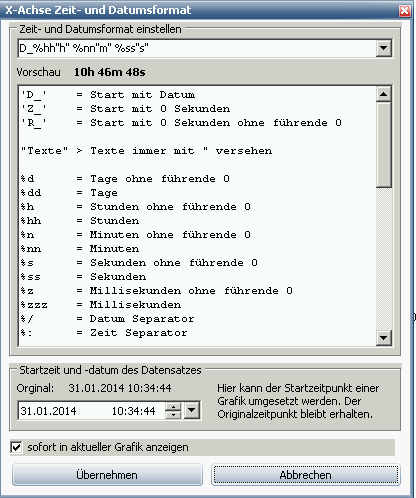 X-Achse Zeit- und Datumsformat
Zeit- und Datumsformat einstellen
D_%hh"h" %nn"m" %ss"s"
Vorschau 10h 46m 48s
'D_' = Start mit Datum
'Z_' = Start mit 0 Sekunden
'R_' = Start mit 0 Sekunden ohne führende 0
"Texte" > Texte immer mit " versehen
%d = Tage ohne führende 0
%dd = Tage
%h = Stunden ohne führende 0
%hh = Stunden
%n = Minuten ohne führende 0
%nn = Minuten
%s = Sekunden ohne führende 0
%ss = Sekunden
%z = Millisekunden ohne führende 0
%zzz = Millisekunden
%/ = Datum Separator
%: = Zeit Separator
Startzeit und -datum des Datensatzes
Orginal: 31.01.2014 10:34:44
31.01.2014 10:34:44
Hier kann der Startzeitpunkt einer
Grafik umgesetzt werden. Der
Originalzeitpunkt bleibt erhalten.
sofort in aktueller Grafik anzeigen
Übernehmen
Abbrechen